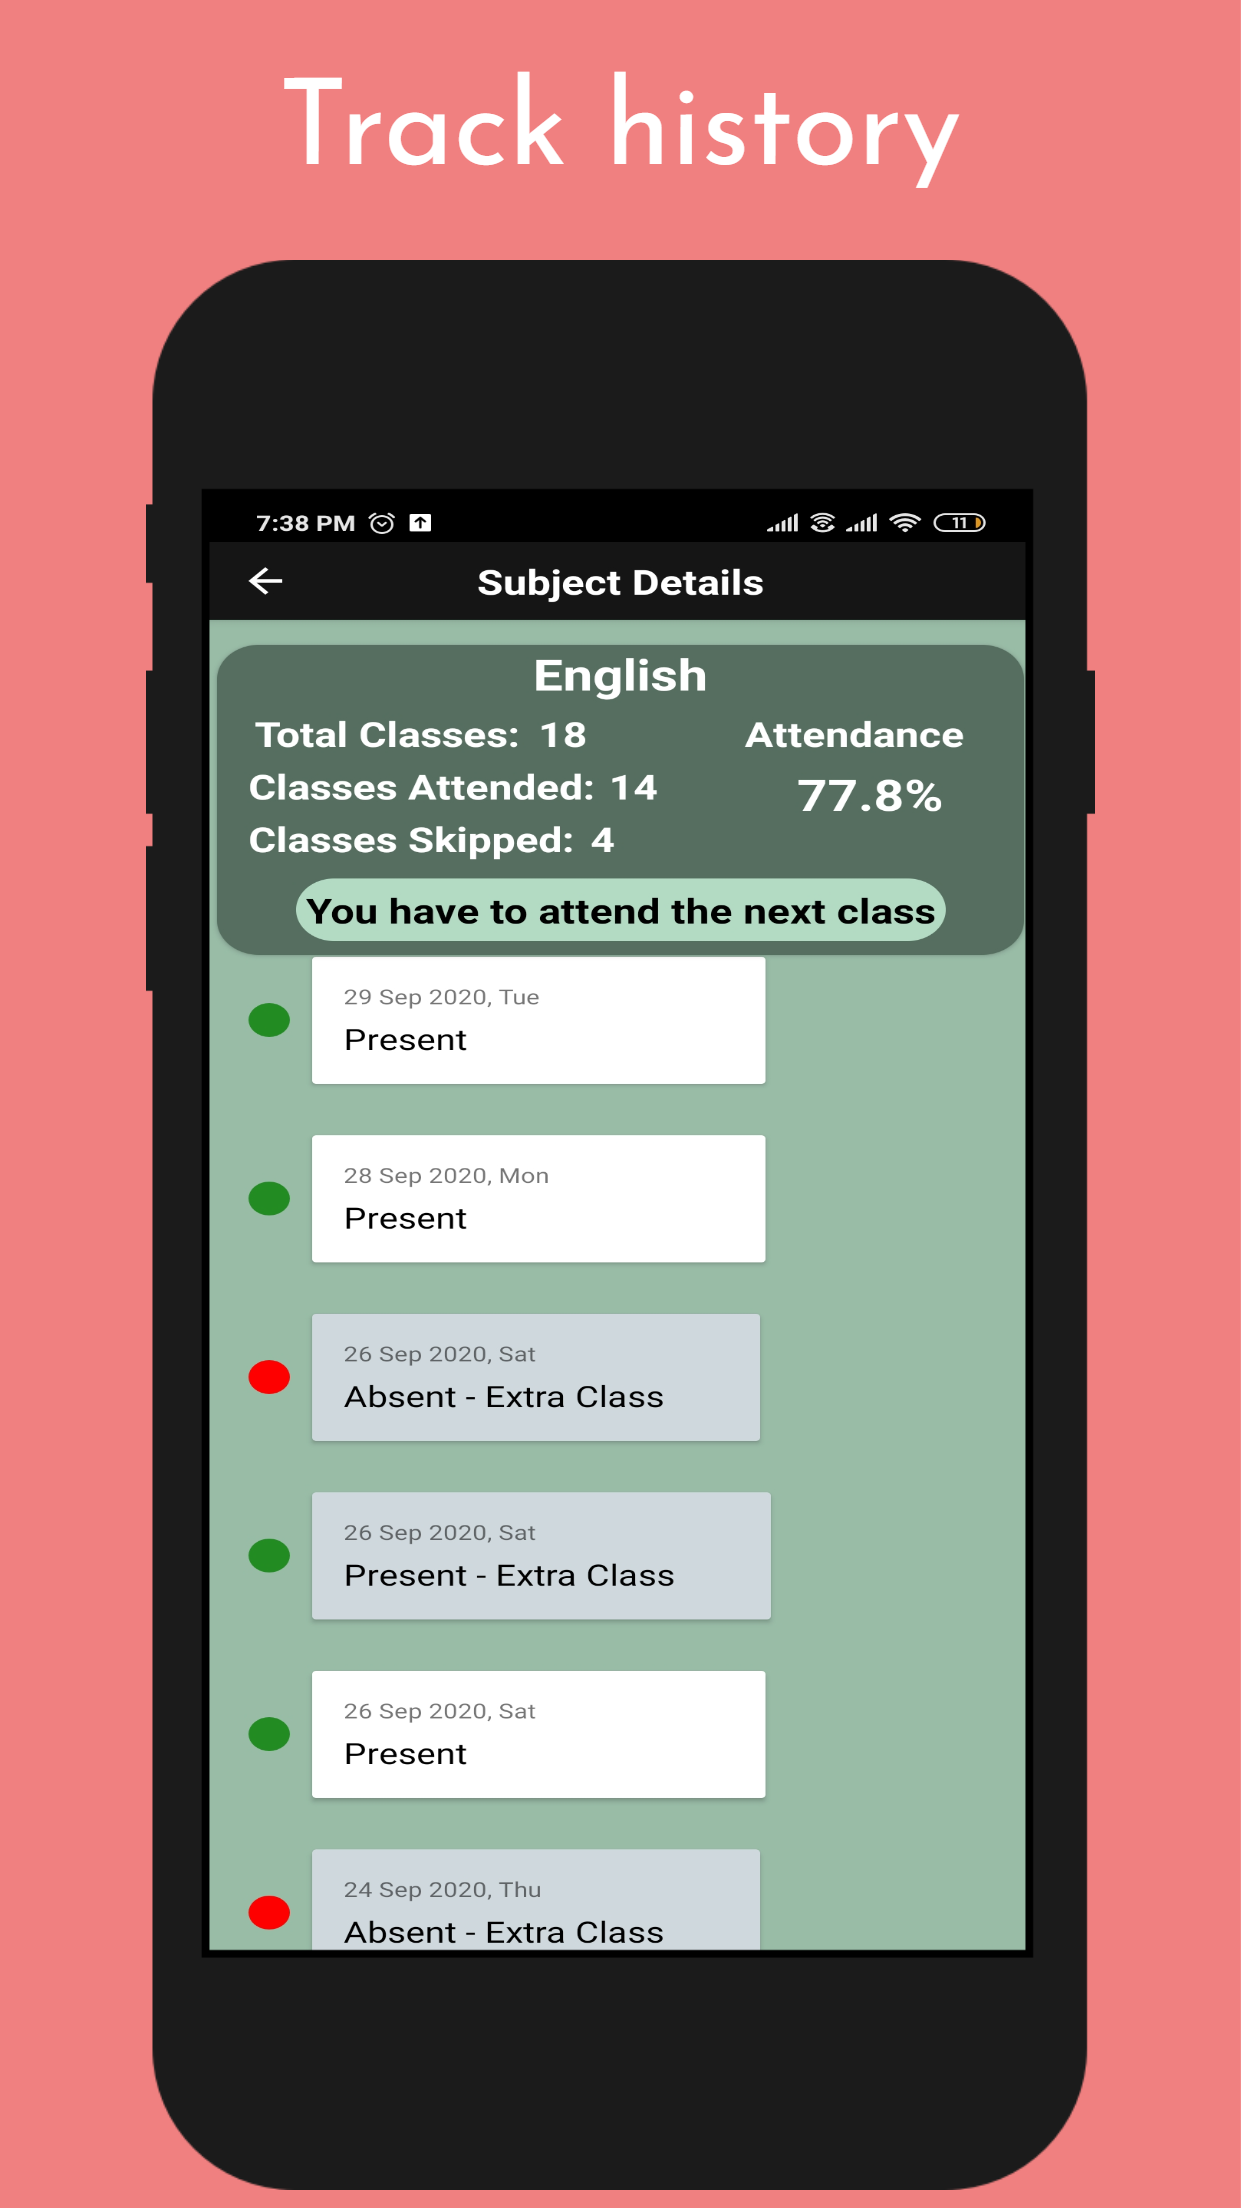 Track history
7:38 PM 11
Subject Details
English
Total Classes: 18
Attendance
Classes Attended: 14
77.8%
Classes Skipped: 4
You have to attend the next class
29 Sep 2020, Tue
Present
28 Sep 2020, Mon
Present
26 Sep 2020, Sat
Absent - Extra Class
26 Sep 2020, Sat
Present - Extra Class
26 Sep 2020, Sat
Present
24 Sep 2020, Thu
Absent - Extra Class